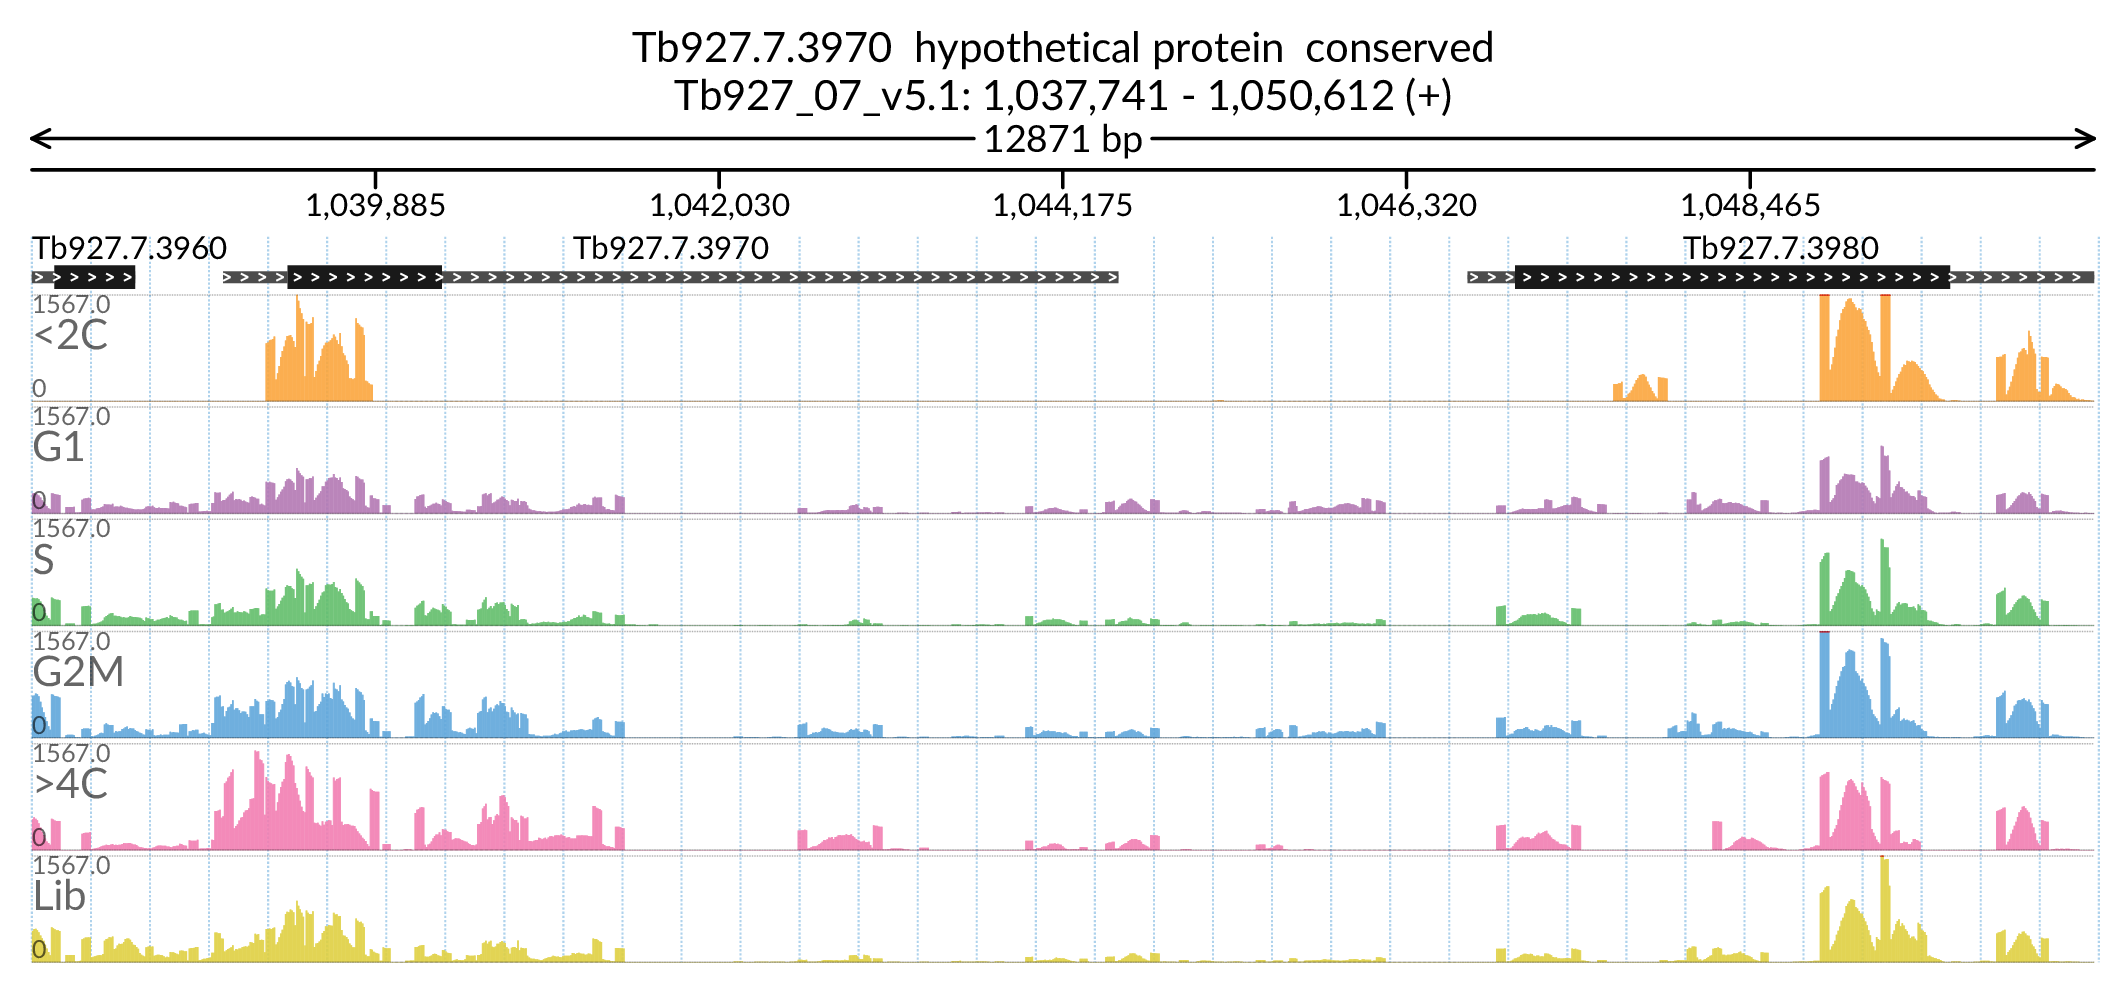 Tb927.7.3970 hypothetical protein conserved
Tb927_07_v5.1: 1,037,741 - 1,050,612 (+)
12871 bp
1,039,885 1,042,030 1,044,175 1,046,320 1,048,465
Tb927.7.3960 Tb927.7.3970 Tb927.7.3980
1567.0
<2C
0
1567.0
G1
0
1567.0
S
0
1567.0
G2M
0
1567.0
>4C
0
1567.0
Lib
0